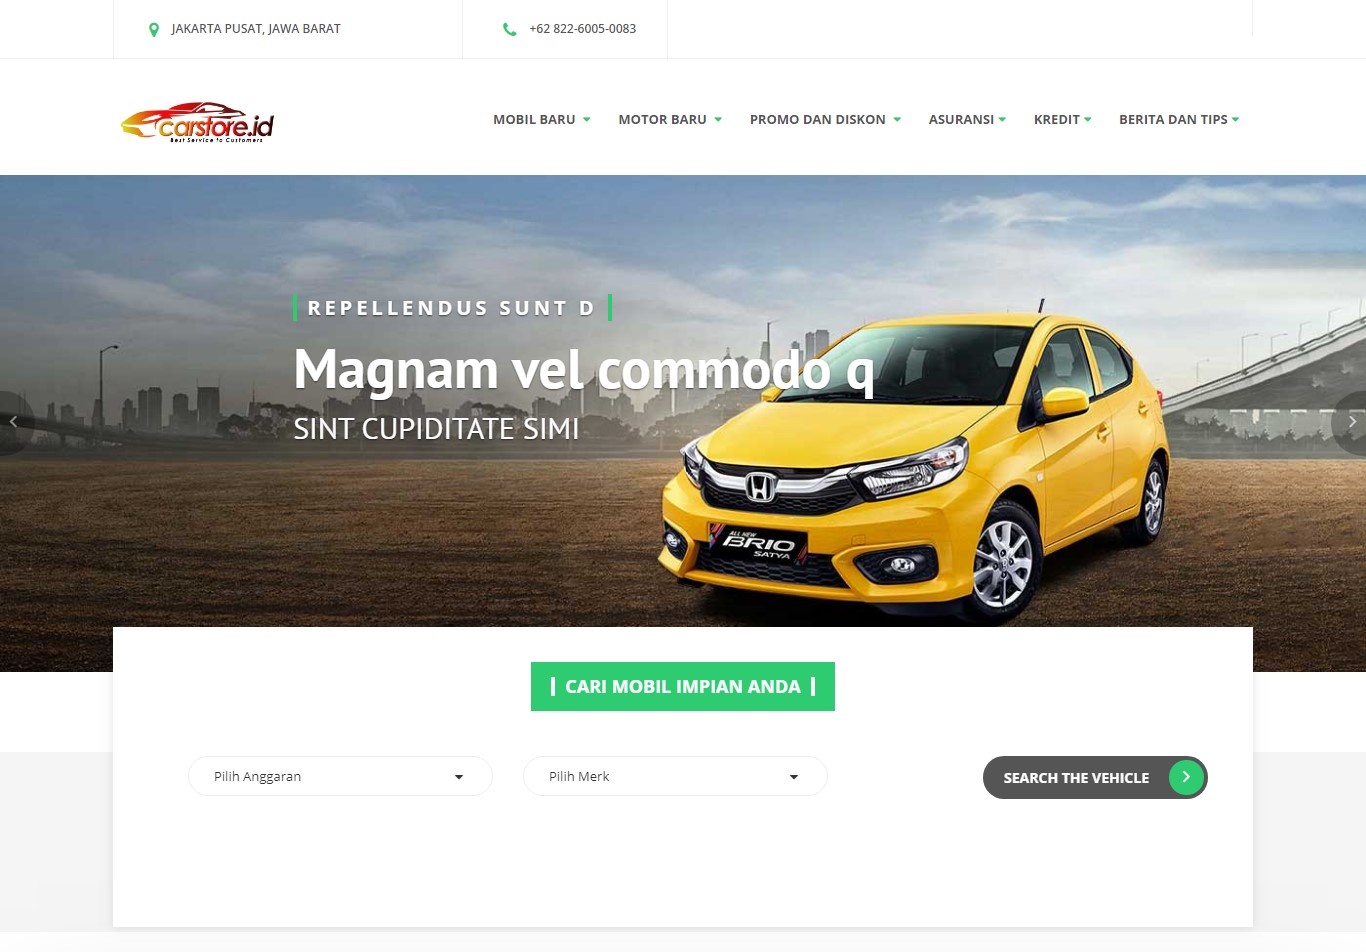 JAKARTA PUSAT, JAWA BARAT
+62 822-6005-0083
carstore.id
Best Service to Customers
MOBIL BARU
MOTOR BARU
PROMO DAN DISKON
ASURANSI
KREDIT
BERITA DAN TIPS
REPELLENDUS SUNT D
Magnam vel commodo q
SINT CUPIDITATE SIMI
ALL NEW
BRIO
SATYA
CARI MOBIL IMPIAN ANDA
Pilih Anggaran
Pilih Merk
SEARCH THE VEHICLE